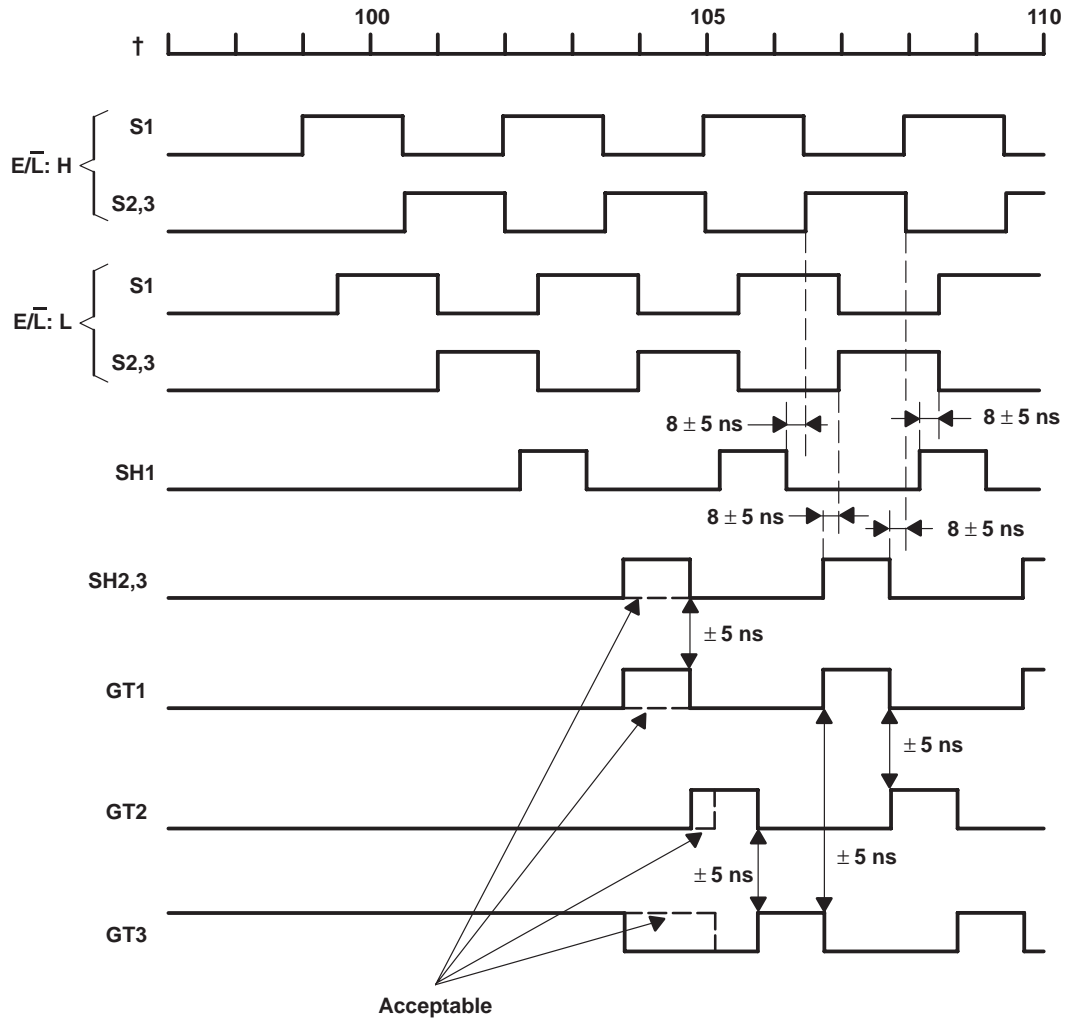 100 105 110
†
S1
E/L̅: H
S2,3
S1
E/L̅: L
S2,3
8 ± 5 ns 8 ± 5 ns
SH1
8 ± 5 ns 8 ± 5 ns
SH2,3
± 5 ns
GT1
± 5 ns
GT2
± 5 ns ± 5 ns
GT3
Acceptable